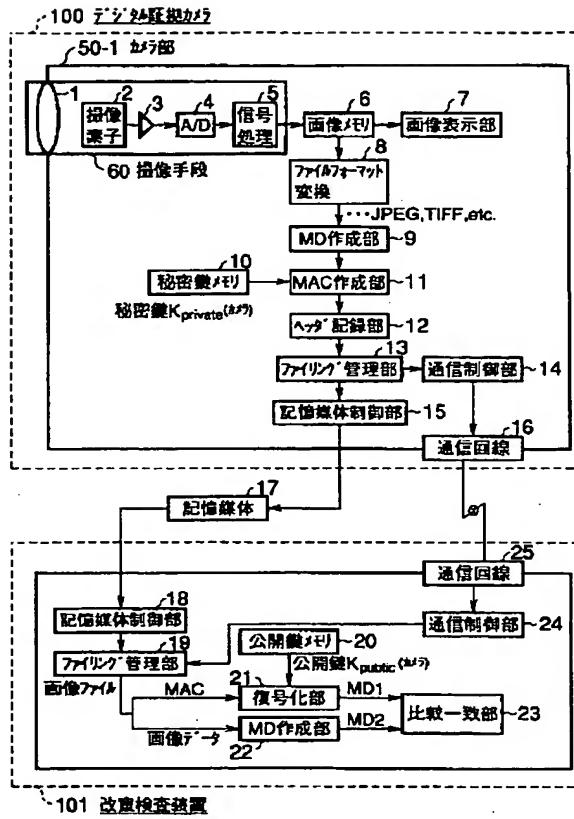 100 デジタル証拠カメラ
50-1 カメラ部
1
2
3
4
5
6
7
撮像素子
A/D
信号処理
画像メモリ
画像表示部
60 撮像手段
8
ファイルフォーマット変換
・・・JPEG,TIFF,etc.
MD作成部 9
10
秘密鍵メモリ
MAC作成部 11
秘密鍵Kprivate(カメラ)
ヘッダ記録部 12
13
ファイリング管理部
通信制御部 14
記憶媒体制御部 15
16
通信回線
17
記憶媒体
25
通信回線
18
記憶媒体制御部
通信制御部 24
19
ファイリング管理部
公開鍵メモリ 20
公開鍵Kpublic(カメラ)
画像ファイル
MAC
21
復号化部
MD1
比較一致部 23
画像データ
MD作成部
MD2
22
101 改竄検査装置